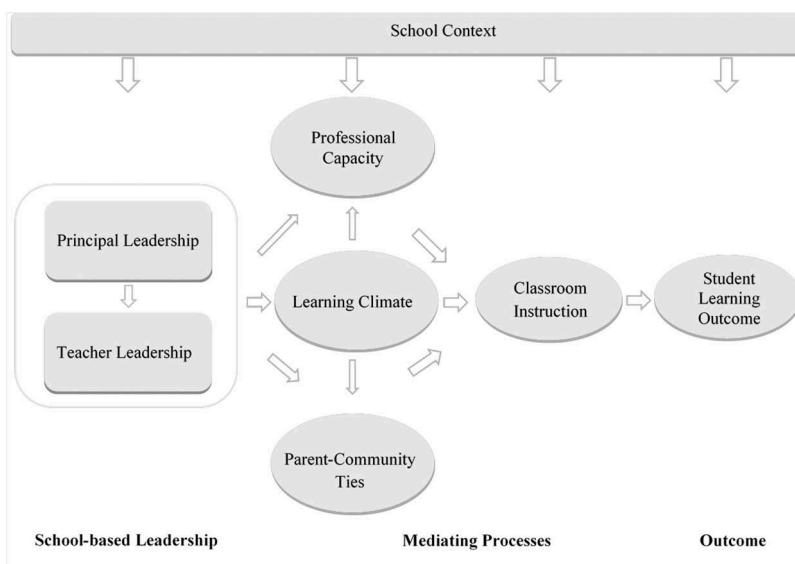 School Context
Professional
Capacity
Principal Leadership
Teacher Leadership
Learning Climate
Classroom
Instruction
Student
Learning
Outcome
Parent-Community
Ties
School-based Leadership
Mediating Processes
Outcome